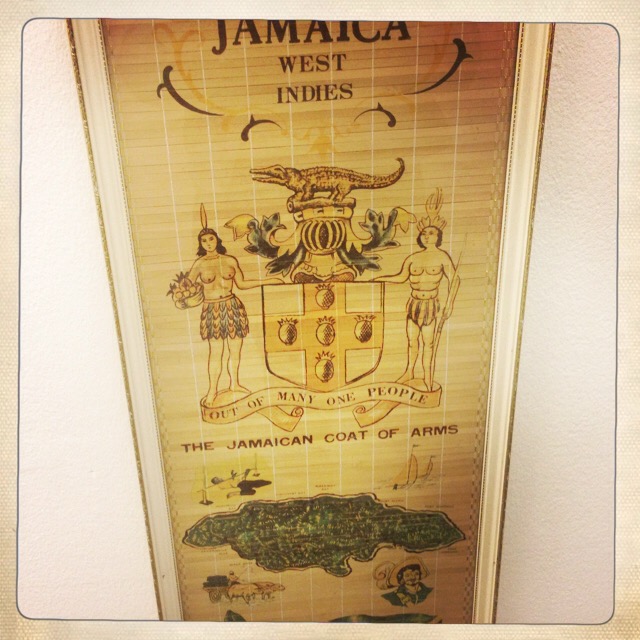 JAMAICA
WEST
INDIES
OUT OF MANY ONE PEOPLE
THE JAMAICAN COAT OF ARMS